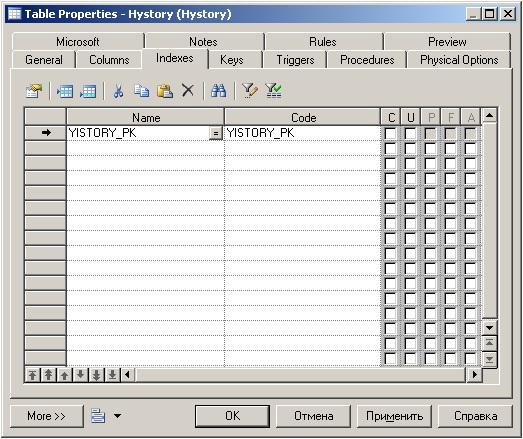 Table Properties - Hystory (Hystory)
Microsoft Notes Rules Preview
General Columns Indexes Keys Triggers Procedures Physical Options
Name Code C U P F A
YISTORY_PK = YISTORY_PK
More >> OK Отмена Применить Справка